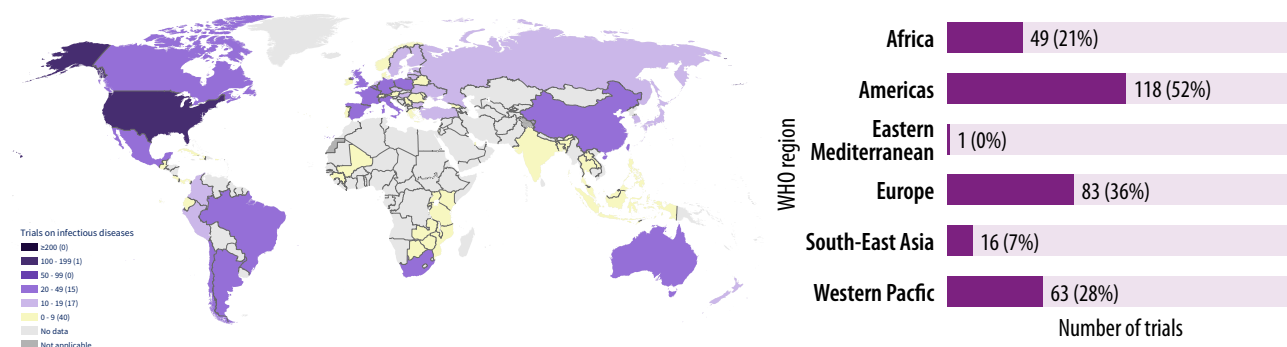 Trials on infectious diseases
≥200 (0)
100 - 199 (1)
50 - 99 (0)
20 - 49 (15)
10 - 19 (17)
0 - 9 (40)
No data
Not applicable
WHO region
Africa
49 (21%)
Americas
118 (52%)
Eastern
Mediterranean
1 (0%)
Europe
83 (36%)
South-East Asia
16 (7%)
Western Pacfic
63 (28%)
Number of trials